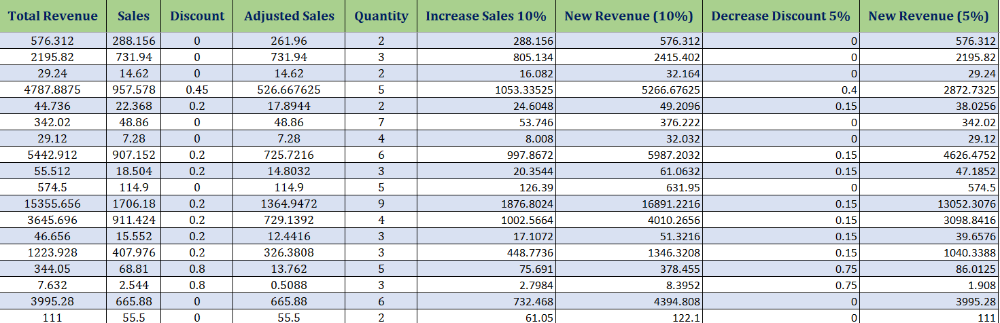 Total Revenue Sales Discount Adjusted Sales Quantity Increase Sales 10% New Revenue (10%) Decrease Discount 5% New Revenue (5%)
576.312 288.156 0 261.96 2 288.156 576.312 0 576.312
2195.82 731.94 0 731.94 3 805.134 2415.402 0 2195.82
29.24 14.62 0 14.62 2 16.082 32.164 0 29.24
4787.8875 957.578 0.45 526.667625 5 1053.33525 5266.67625 0.4 2872.7325
44.736 22.368 0.2 17.8944 2 24.6048 49.2096 0.15 38.0256
342.02 48.86 0 48.86 7 53.746 376.222 0 342.02
29.12 7.28 0 7.28 4 8.008 32.032 0 29.12
5442.912 907.152 0.2 725.7216 6 997.8672 5987.2032 0.15 4626.4752
55.512 18.504 0.2 14.8032 3 20.3544 61.0632 0.15 47.1852
574.5 114.9 0 114.9 5 126.39 631.95 0 574.5
15355.656 1706.18 0.2 1364.9472 9 1876.8024 16891.2216 0.15 13052.3076
3645.696 911.424 0.2 729.1392 4 1002.5664 4010.2656 0.15 3098.8416
46.656 15.552 0.2 12.4416 3 17.1072 51.3216 0.15 39.6576
1223.928 407.976 0.2 326.3808 3 448.7736 1346.3208 0.15 1040.3388
344.05 68.81 0.8 13.762 5 75.691 378.455 0.75 86.0125
7.632 2.544 0.8 0.5088 3 2.7984 8.3952 0.75 1.908
3995.28 665.88 0 665.88 6 732.468 4394.808 0 3995.28
111 55.5 0 55.5 2 61.05 122.1 0 111